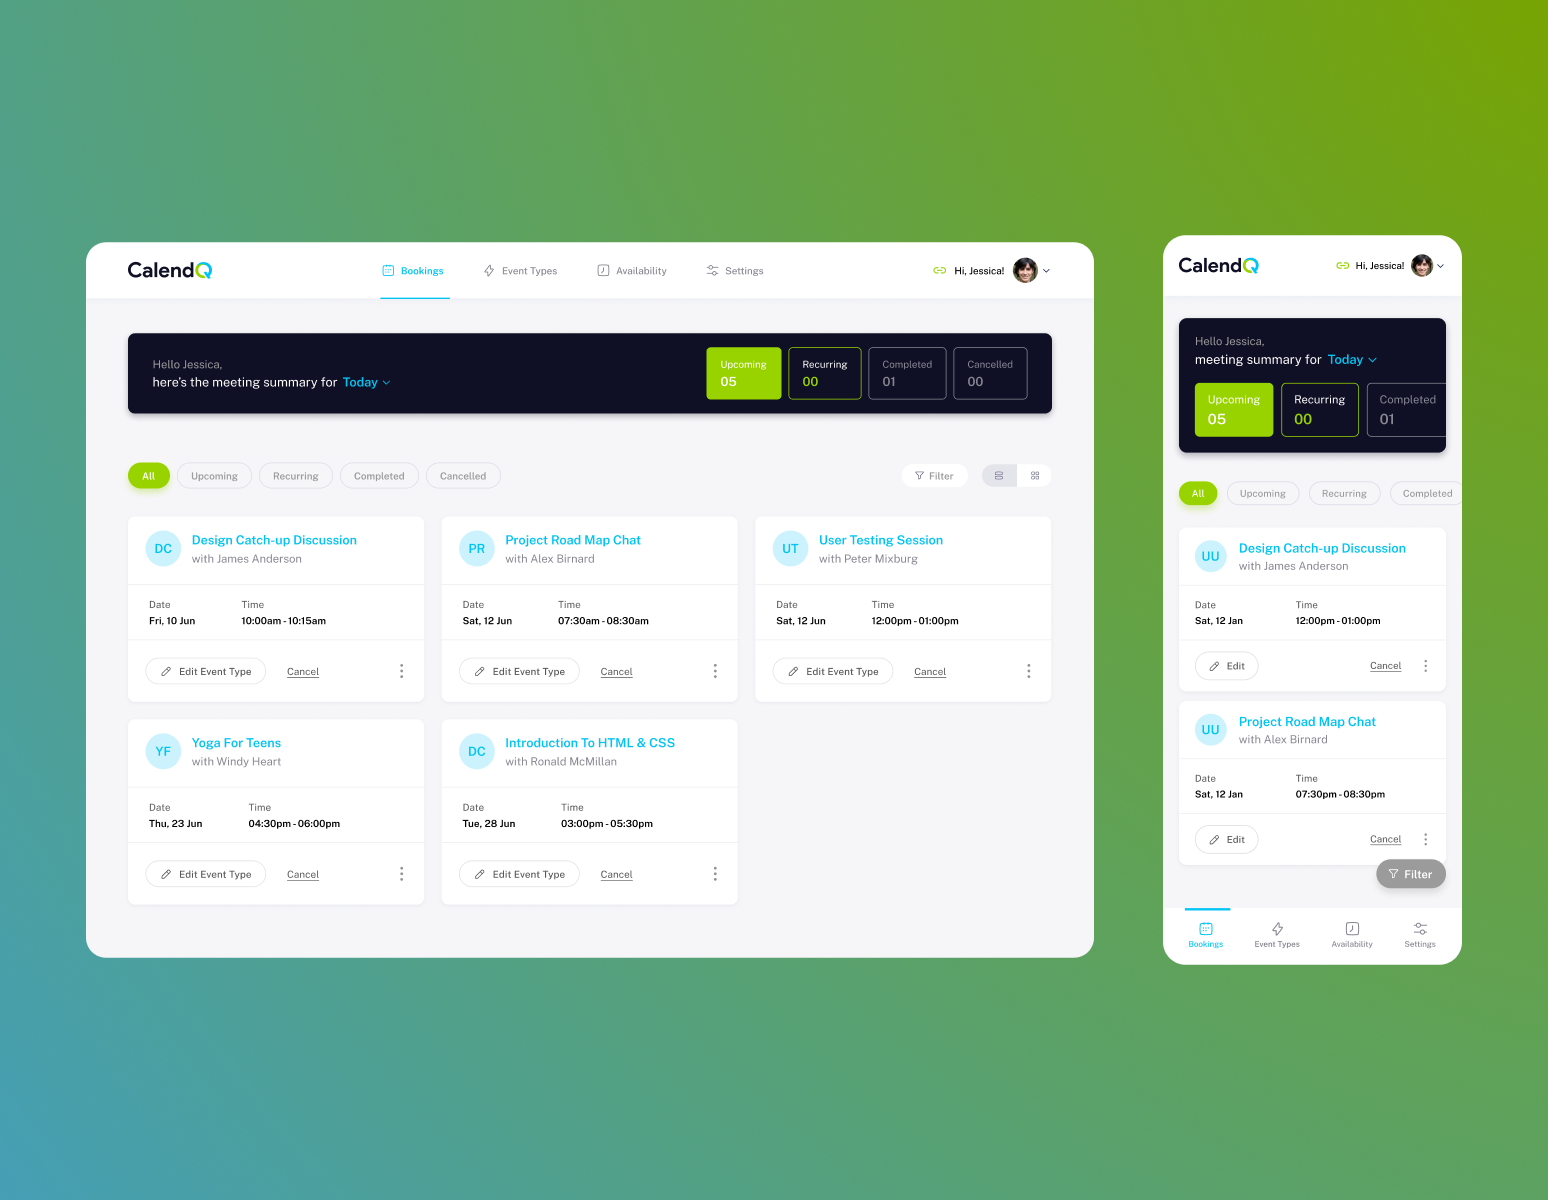 CalendQ
Bookings
Event Types
Availability
Settings
Hi, Jessica!
Hello Jessica,
here's the meeting summary for Today
Upcoming
05
Recurring
00
Completed
01
Cancelled
00
All
Upcoming
Recurring
Completed
Cancelled
Filter
DC
Design Catch-up Discussion
with James Anderson
Date
Fri, 10 Jun
Time
10:00am - 10:15am
Edit Event Type
Cancel
PR
Project Road Map Chat
with Alex Birnard
Date
Sat, 12 Jun
Time
07:30am - 08:30am
Edit Event Type
Cancel
UT
User Testing Session
with Peter Mixburg
Date
Sat, 12 Jun
Time
12:00pm - 01:00pm
Edit Event Type
Cancel
YF
Yoga For Teens
with Windy Heart
Date
Thu, 23 Jun
Time
04:30pm - 06:00pm
Edit Event Type
Cancel
DC
Introduction To HTML & CSS
with Ronald McMillan
Date
Tue, 28 Jun
Time
03:00pm - 05:30pm
Edit Event Type
Cancel
CalendQ
Hi, Jessica!
Hello Jessica,
meeting summary for Today
Upcoming
05
Recurring
00
Completed
01
All
Upcoming
Recurring
Completed
UU
Design Catch-up Discussion
with James Anderson
Date
Sat, 12 Jan
Time
12:00pm - 01:00pm
Edit
Cancel
UU
Project Road Map Chat
with Alex Birnard
Date
Sat, 12 Jan
Time
07:30pm - 08:30pm
Edit
Cancel
Filter
Bookings
Event Types
Availability
Settings